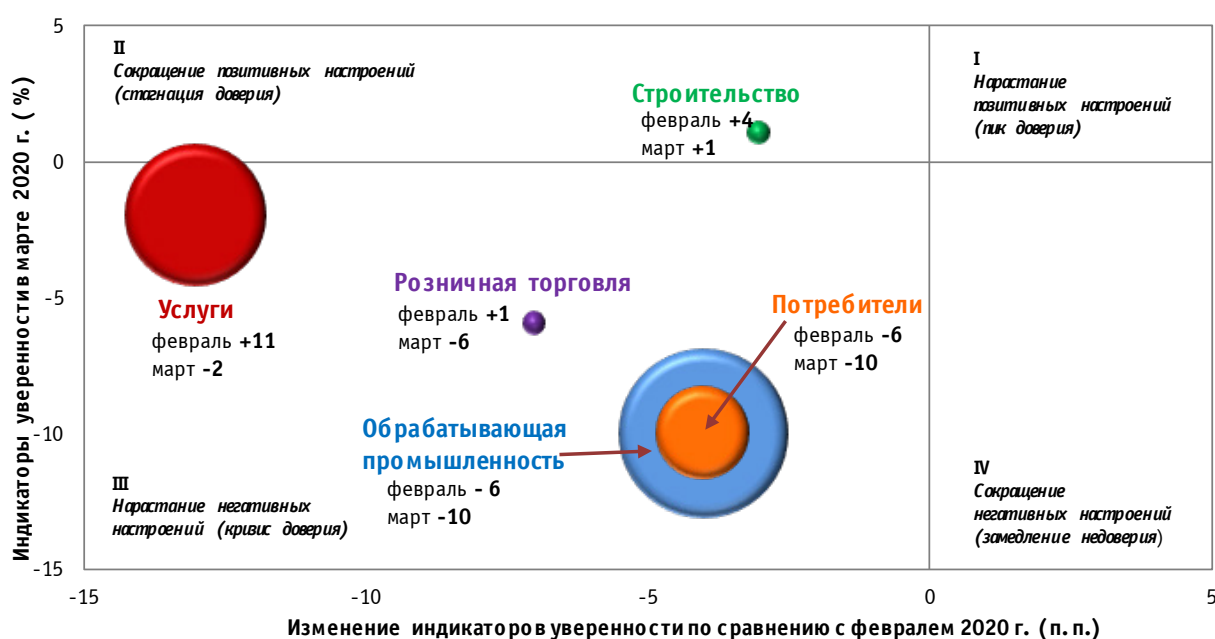 Индикаторы уверенности в марте 2020 г. (%)
5
0
-5
-10
-15
II
Сокращение позитивных настроений
(стагнация доверия)
I
Нарастание
позитивных настроений
(пик доверия)
Строительство
февраль +4
март +1
Услуги
февраль +11
март -2
Розничная торговля
февраль +1
март -6
Потребители
февраль -6
март -10
Обрабатывающая
промышленность
февраль - 6
март -10
III
Нарастание негативных
настроений (кризис доверия)
IV
Сокращение
негативных настроений
(замедление недоверия)
-15
-10
-5
0
5
Изменение индикаторов уверенности по сравнению с февралем 2020 г. (п.п.)